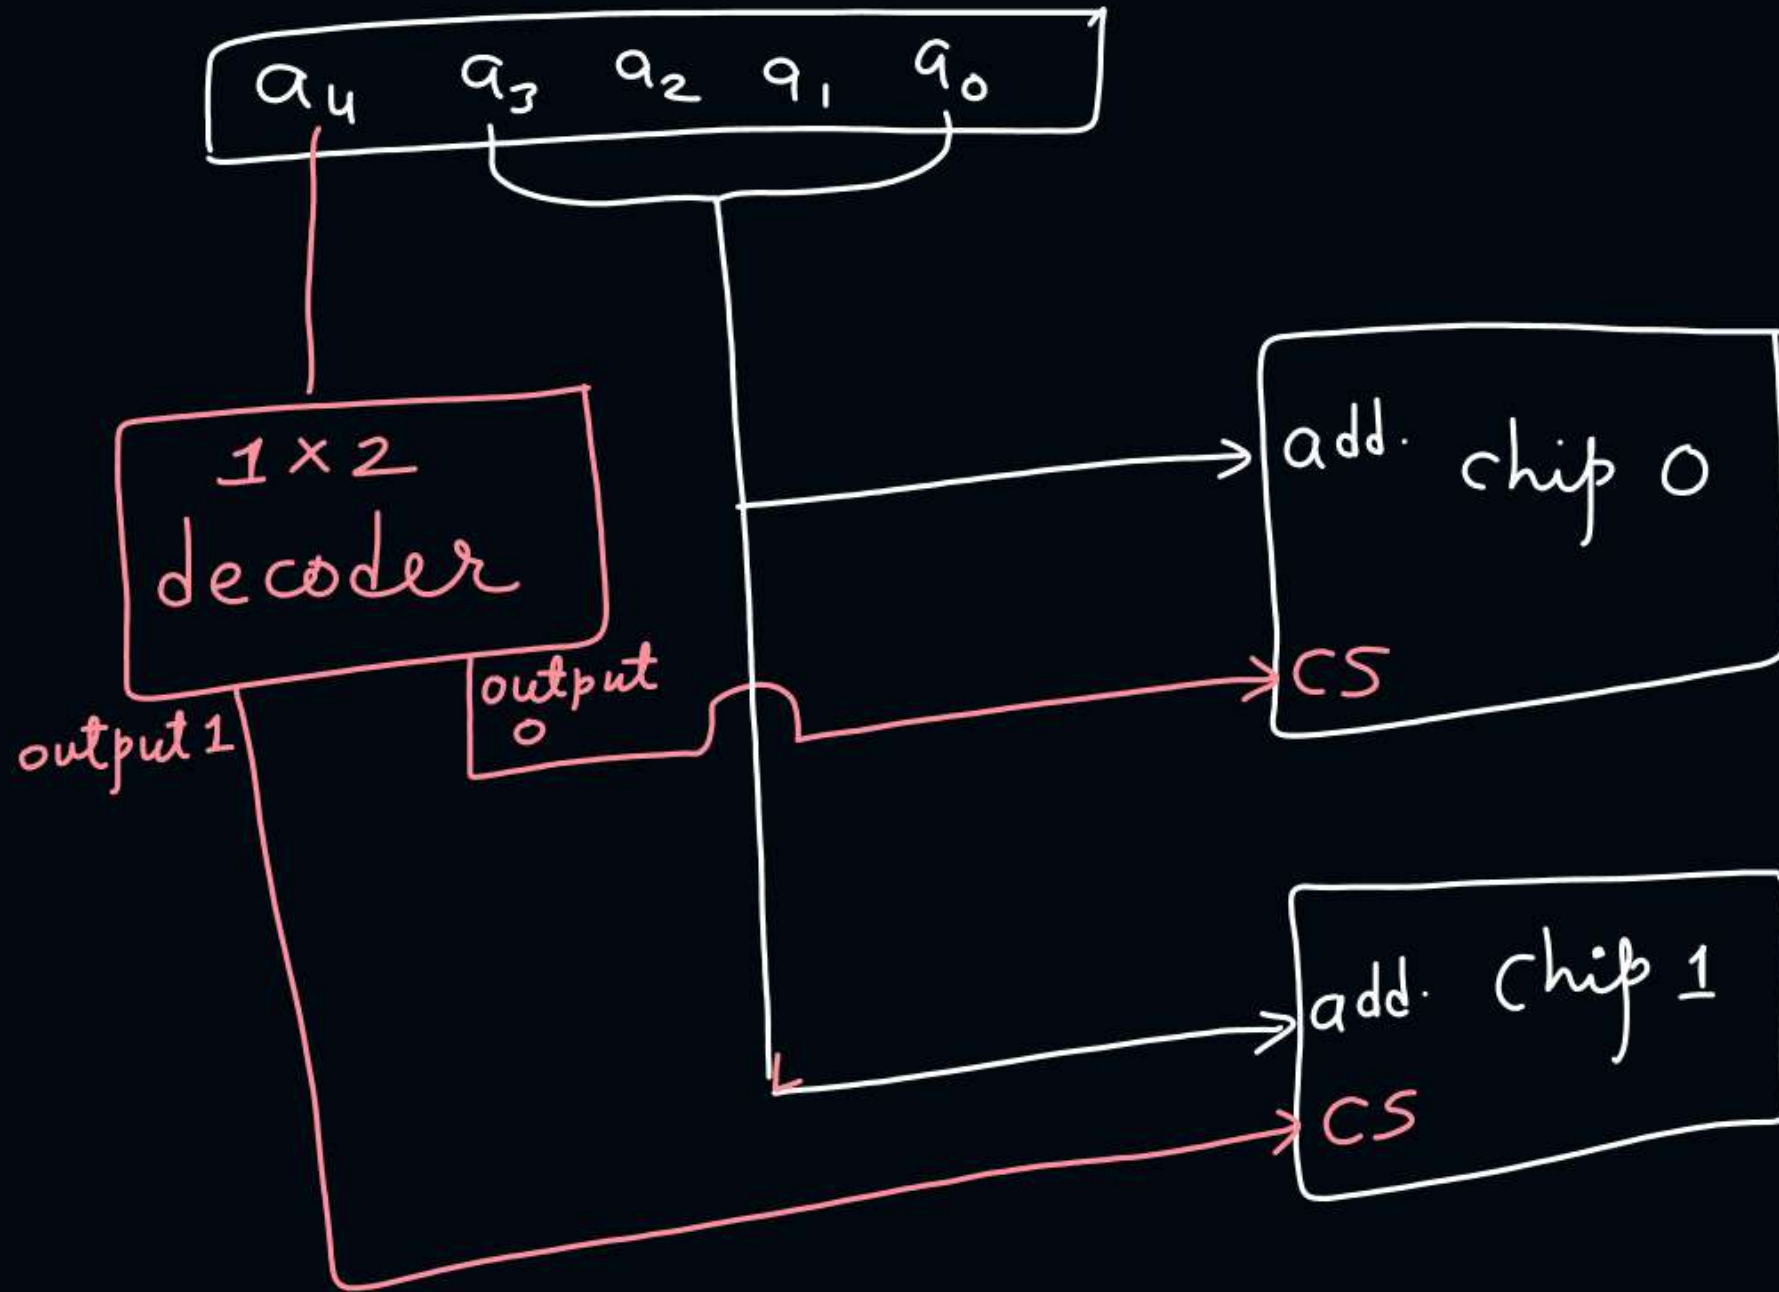 a₄ a₃ a₂ a₁ a₀
1 × 2
decoder
output 1
output
0
add. chip 0
CS
add. chip 1
CS